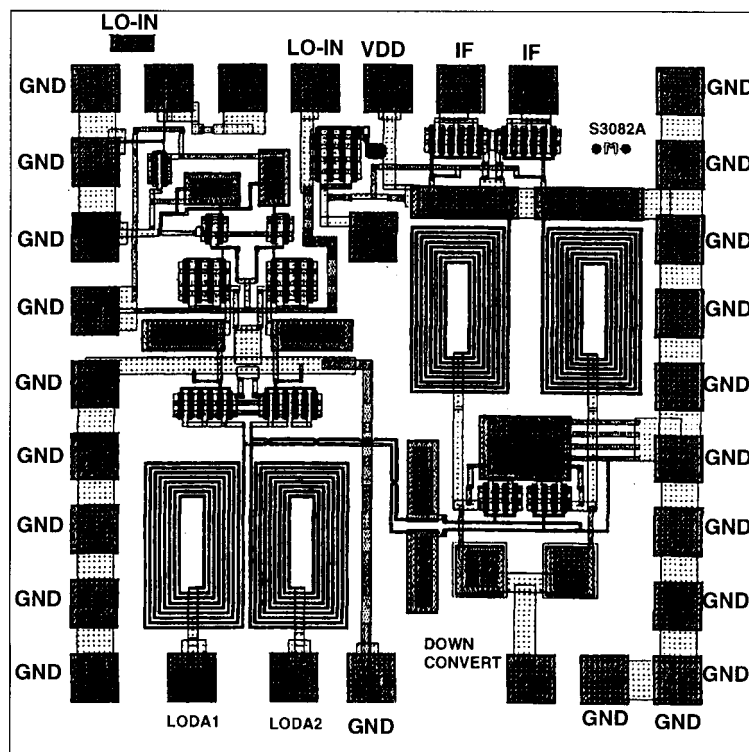 LO-IN
LO-IN VDD IF IF
GND
GND
S3082A
GND
GND
GND
GND
GND
GND
GND
GND
GND
GND
GND
GND
GND
GND
DOWN
CONVERT
GND
GND
LODA1
LODA2
GND
GND
GND